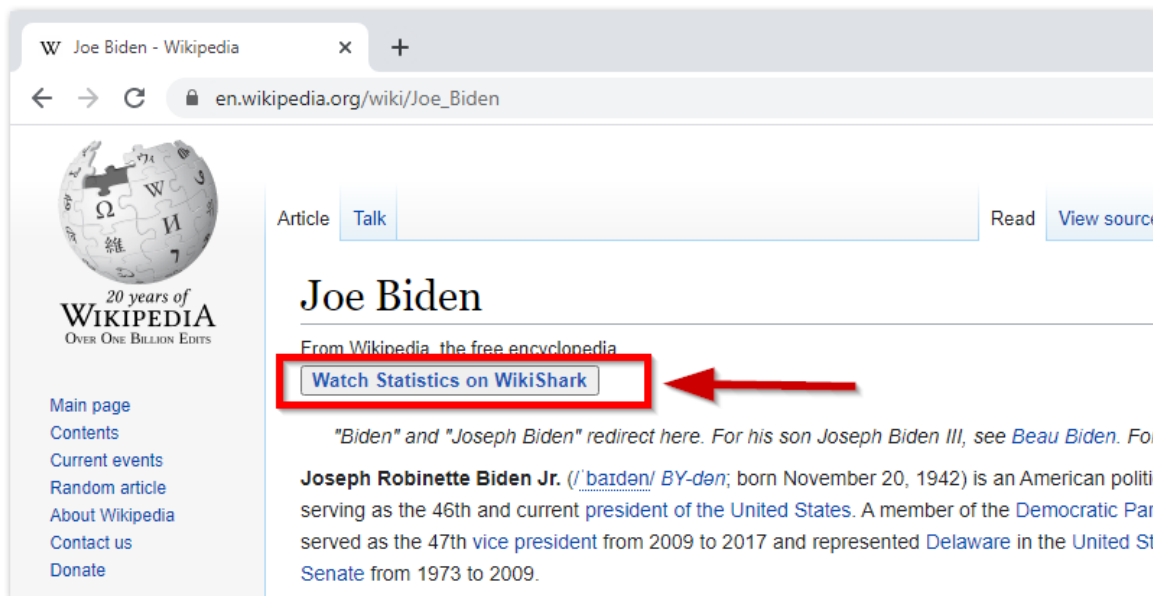 Joe Biden - Wikipedia
en.wikipedia.org/wiki/Joe_Biden
20 years of
WIKIPEDIA
OVER ONE BILLION EDITS
Main page
Contents
Current events
Random article
About Wikipedia
Contact us
Donate
Article Talk
Read View source
Joe Biden
From Wikipedia, the free encyclopedia
Watch Statistics on WikiShark
"Biden" and "Joseph Biden" redirect here. For his son Joseph Biden III, see Beau Biden. Fo
Joseph Robinette Biden Jr. (/ˈbaɪdən/ BY-dən; born November 20, 1942) is an American politi
serving as the 46th and current president of the United States. A member of the Democratic Par
served as the 47th vice president from 2009 to 2017 and represented Delaware in the United St
Senate from 1973 to 2009.